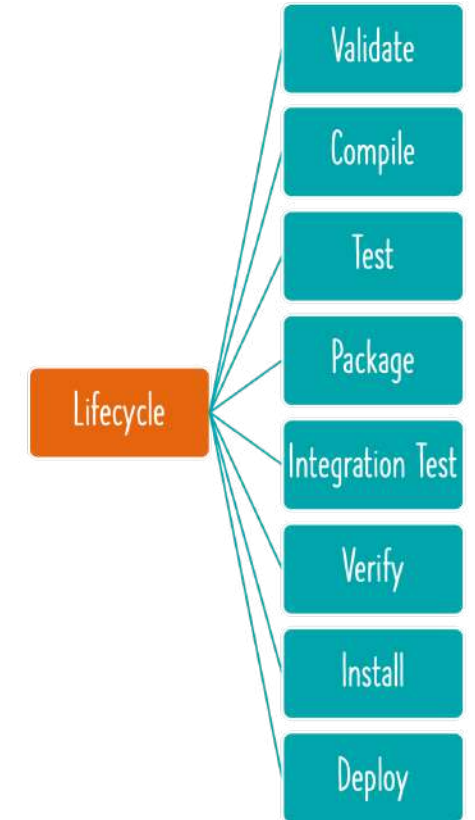 Validate
Compile
Test
Package
Lifecycle
Integration Test
Verify
Install
Deploy